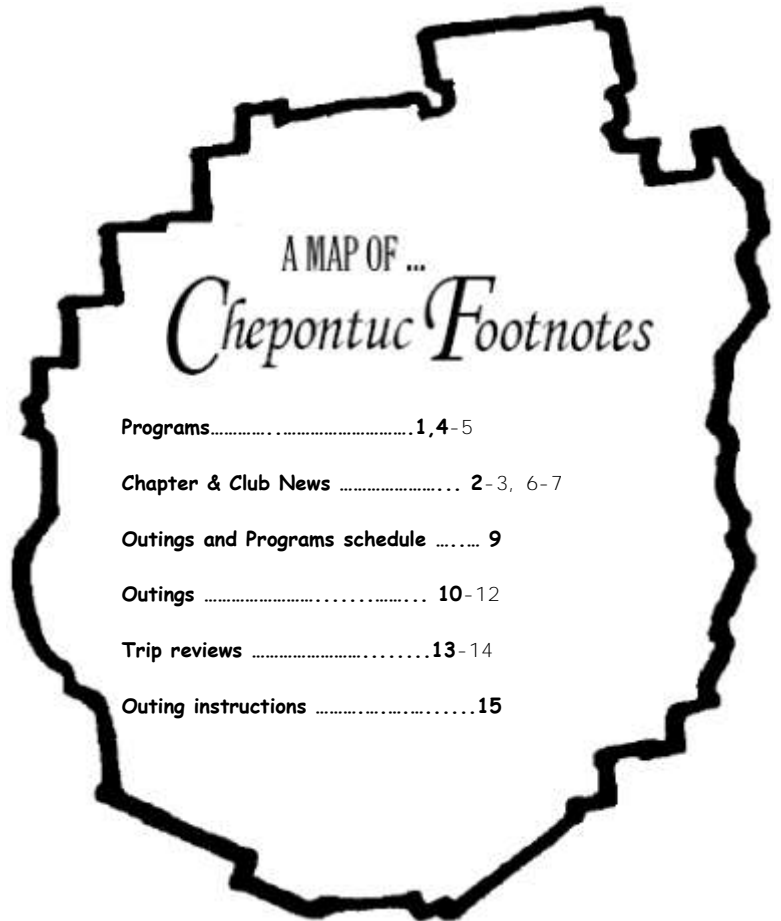 A MAP OF ...
Chepontuc Footnotes
Programs…………..………………………….1,4-5
Chapter & Club News …………………... 2-3, 6-7
Outings and Programs schedule …..… 9
Outings …………………….......……... 10-12
Trip reviews ……………………........13-14
Outing instructions ……….…..…..…......15